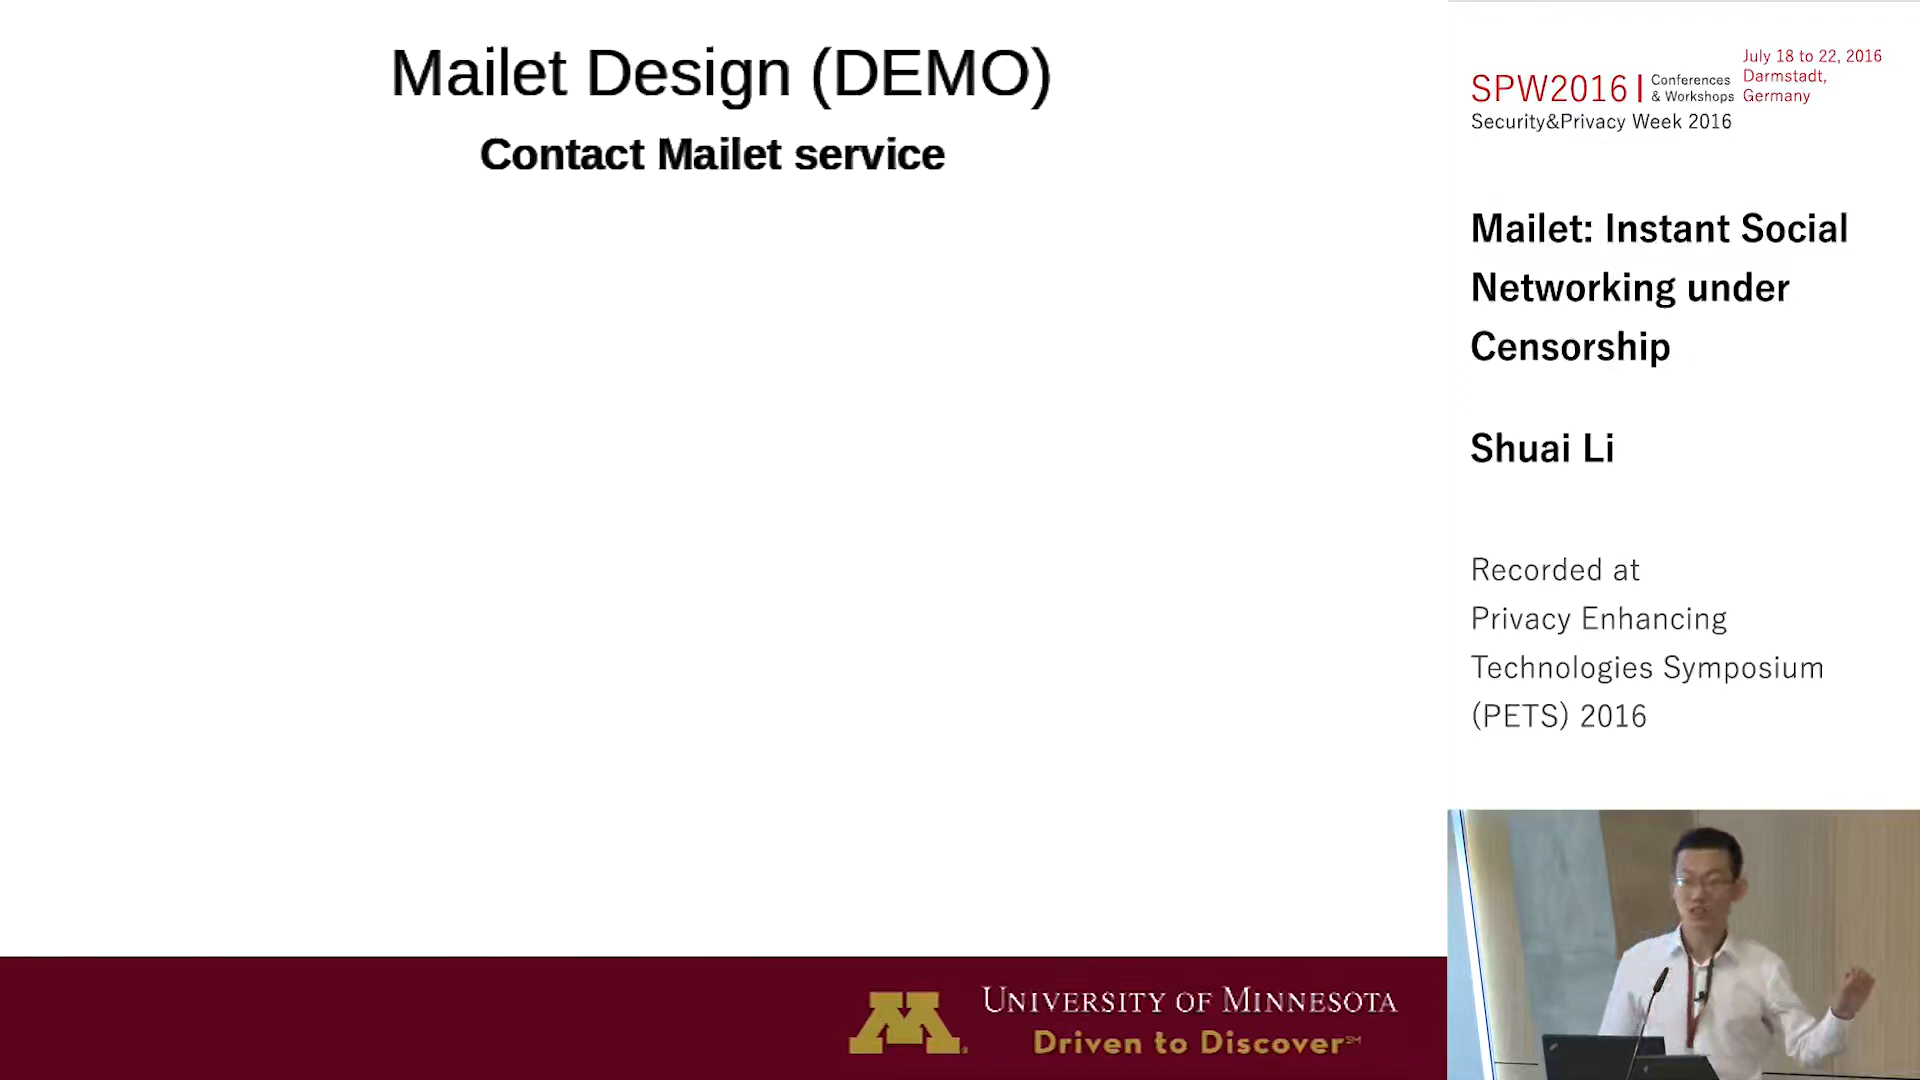 Mailet Design (DEMO)
Contact Mailet service
UNIVERSITY OF MINNESOTA
Driven to Discover℠
SPW2016 | Conferences & Workshops
July 18 to 22, 2016
Darmstadt,
Germany
Security&Privacy Week 2016
Mailet: Instant Social
Networking under
Censorship
Shuai Li
Recorded at
Privacy Enhancing
Technologies Symposium
(PETS) 2016